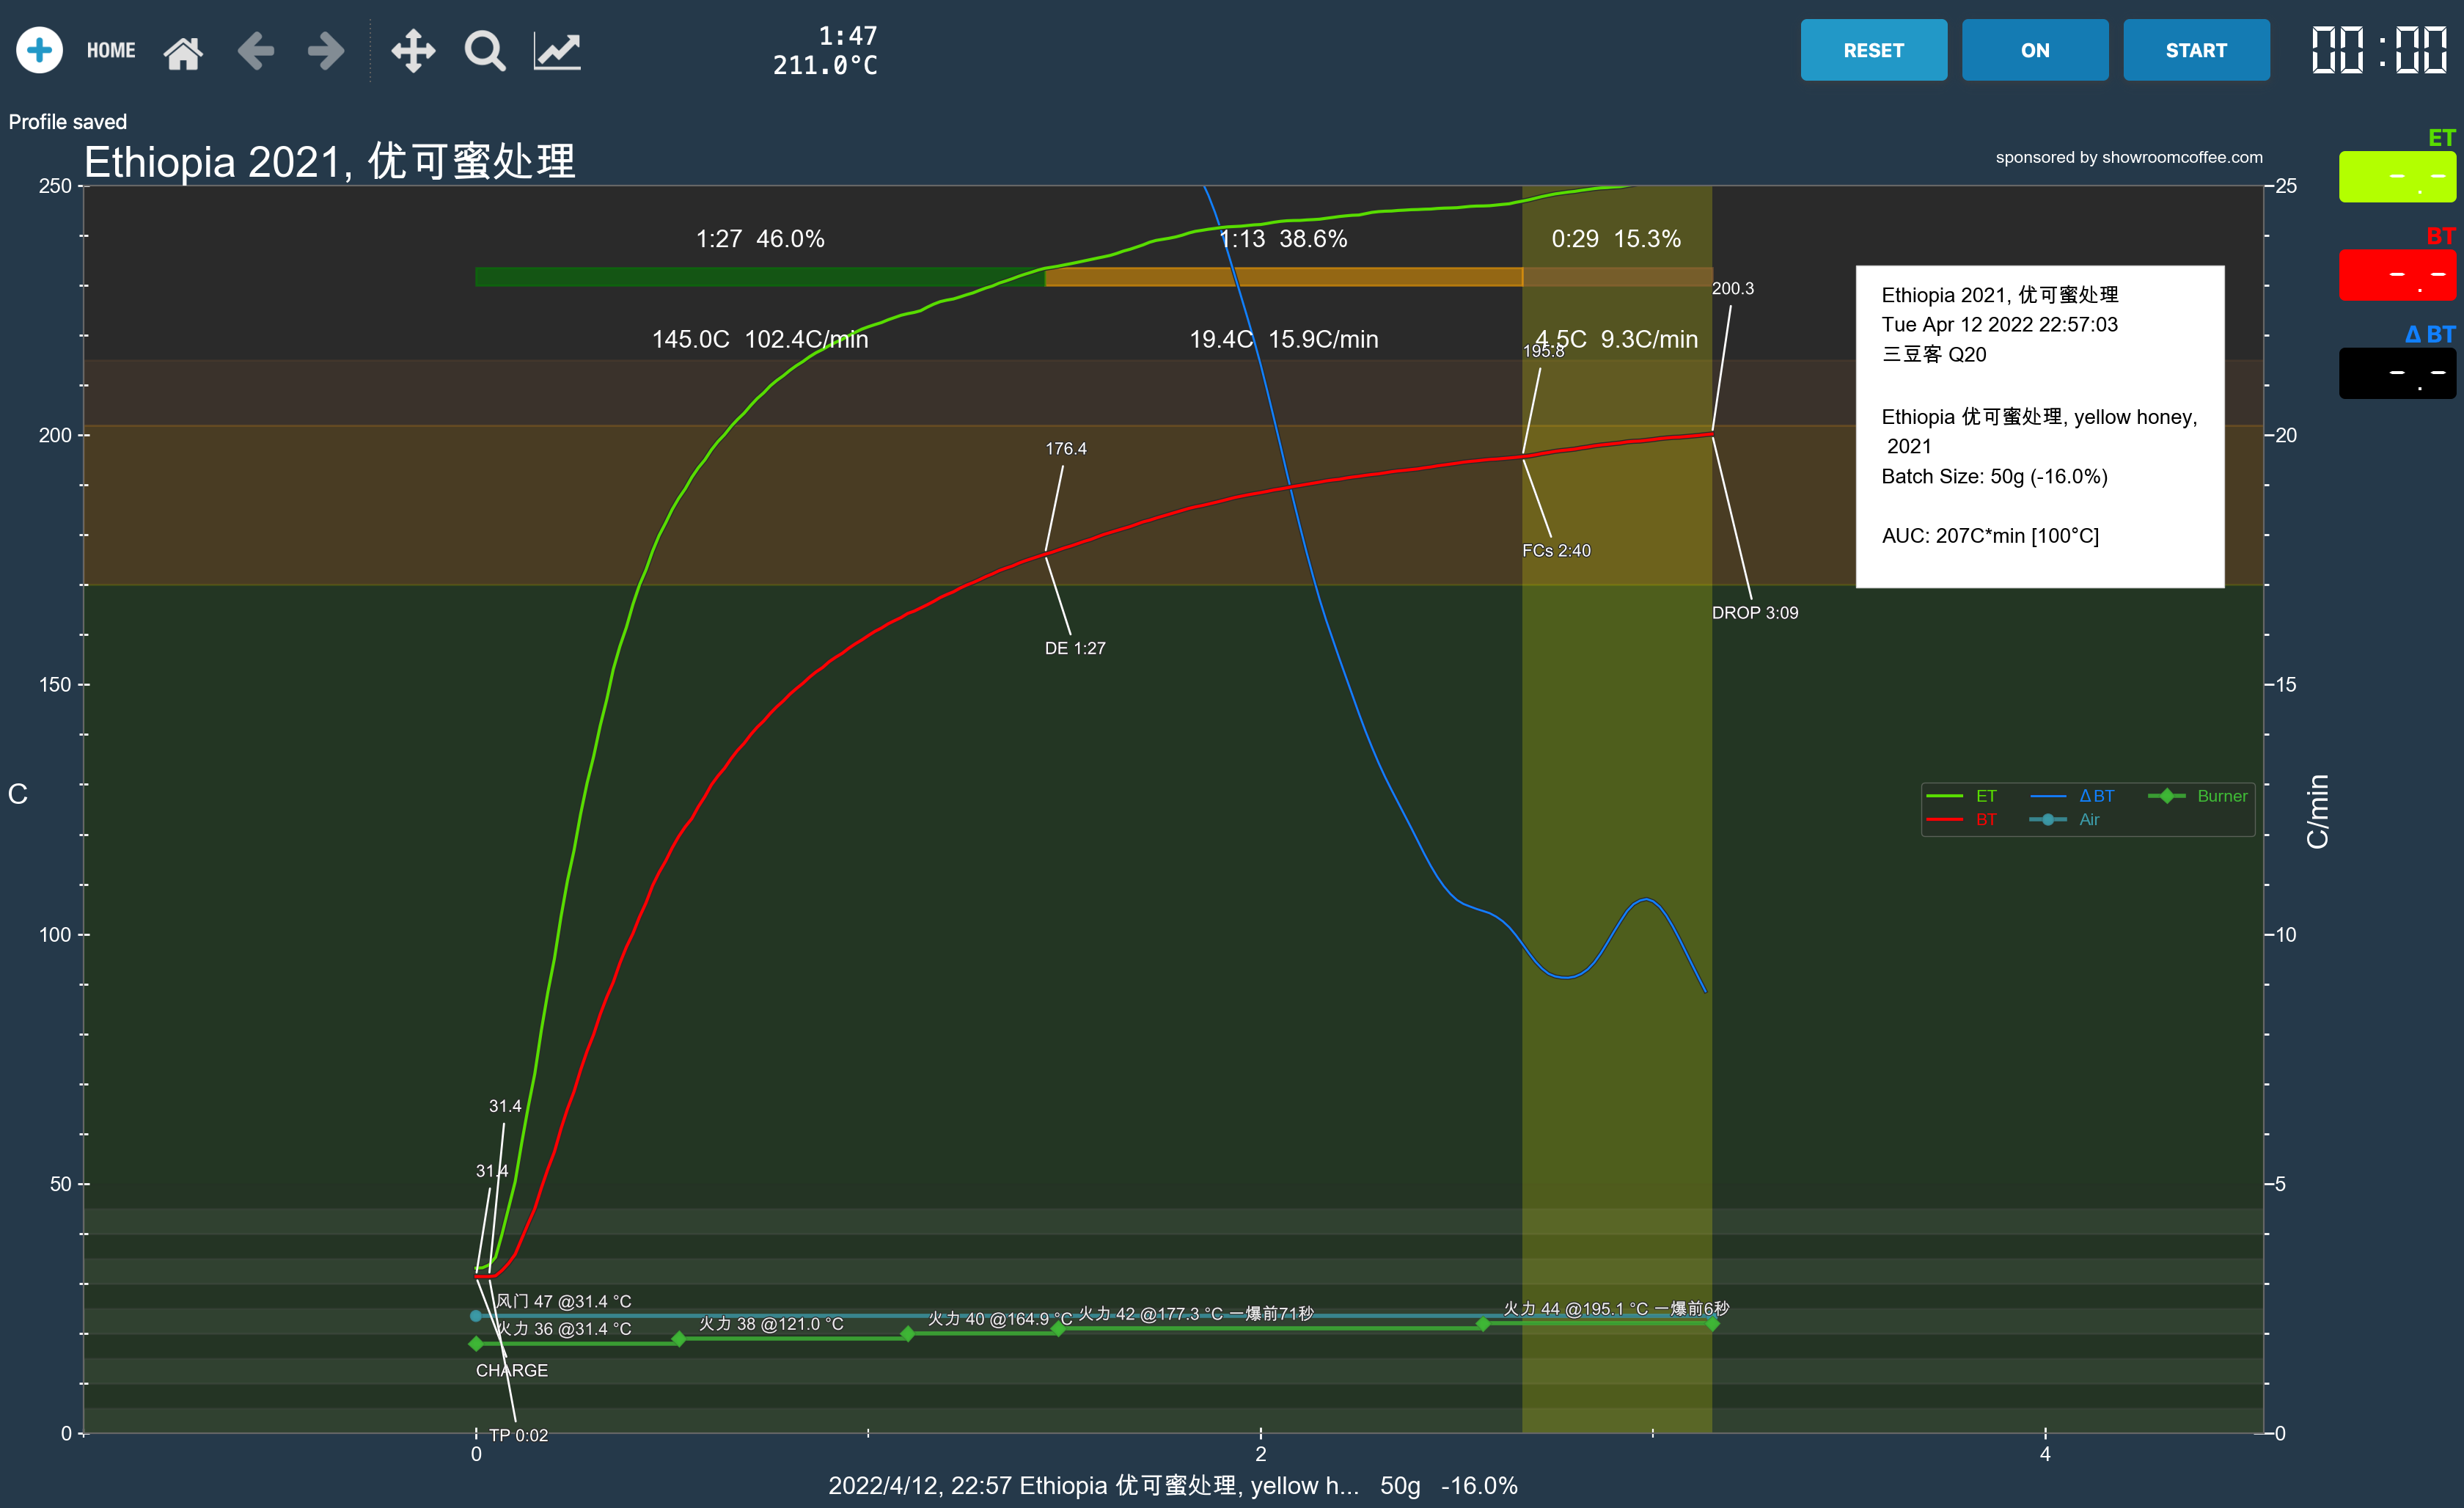 HOME
1:47
211.0°C
RESET
ON
START
00:00
Profile saved
Ethiopia 2021, 优可蜜处理
sponsored by showroomcoffee.com
ET
-.-
BT
-.-
Δ BT
-.-
250
200
150
100
50
0
C
25
20
15
10
5
0
C/min
1:27 46.0%
1:13 38.6%
0:29 15.3%
145.0C 102.4C/min
19.4C 15.9C/min
4.5C 9.3C/min
200.3
195.8
176.4
FCs 2:40
DROP 3:09
DE 1:27
Ethiopia 2021, 优可蜜处理
Tue Apr 12 2022 22:57:03
三豆客 Q20
Ethiopia 优可蜜处理, yellow honey,
2021
Batch Size: 50g (-16.0%)
AUC: 207C*min [100°C]
ET
Δ BT
Burner
BT
Air
31.4
31.4
风门 47 @31.4 °C
火力 36 @31.4 °C
火力 38 @121.0 °C
火力 40 @164.9 °C
火力 42 @177.3 °C 一爆前71秒
火力 44 @195.1 °C 一爆前6秒
CHARGE
TP 0:02
0
2
4
2022/4/12, 22:57 Ethiopia 优可蜜处理, yellow h... 50g -16.0%